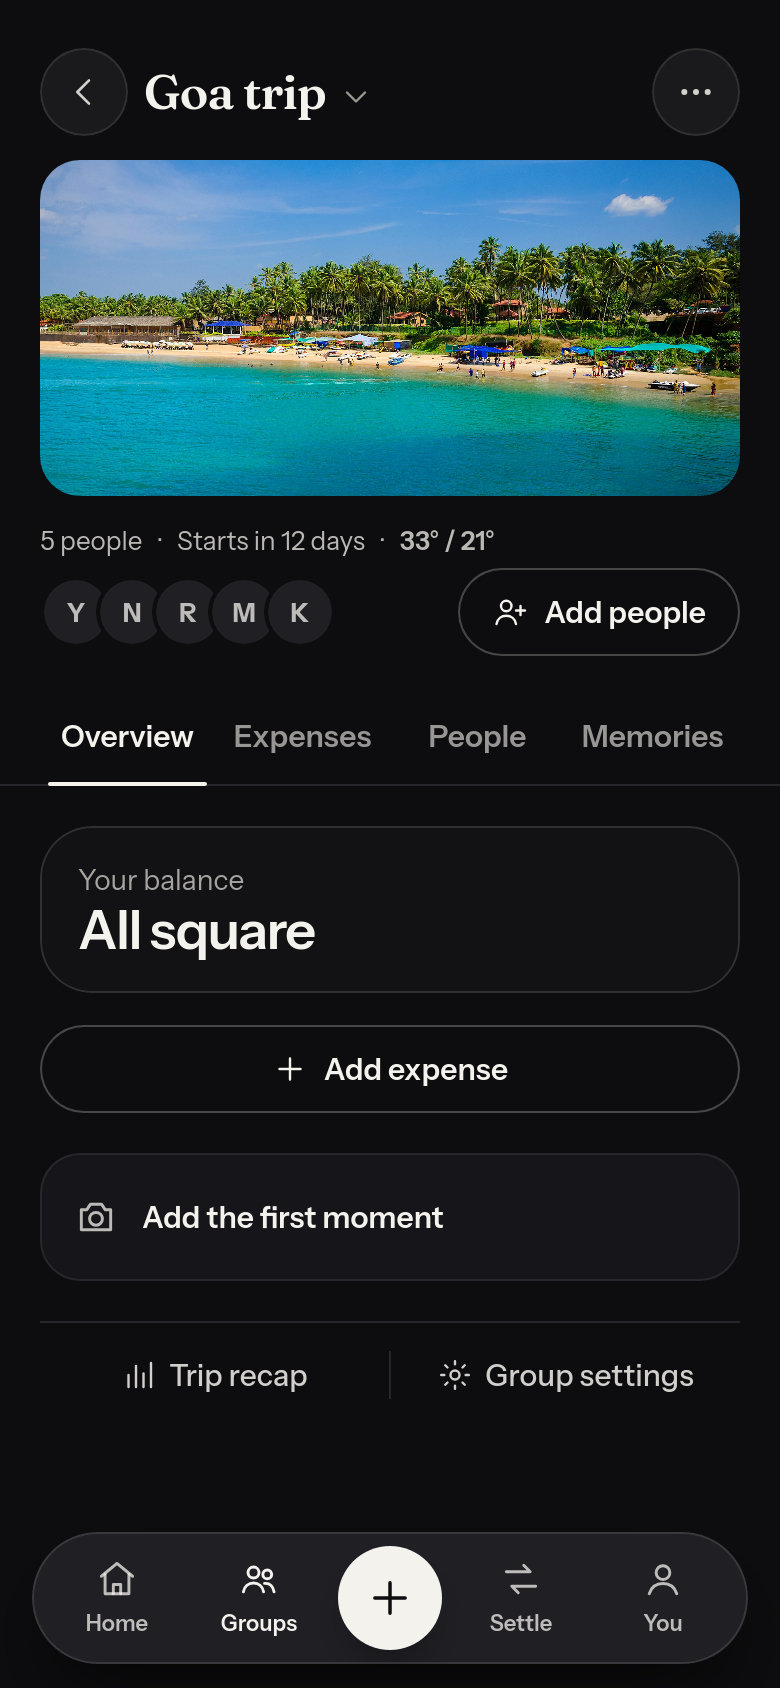 Goa trip
5 people · Starts in 12 days · 33° / 21°
Y N R M K
Add people
Overview Expenses People Memories
Your balance
All square
Add expense
Add the first moment
Trip recap Group settings
Home Groups Settle You